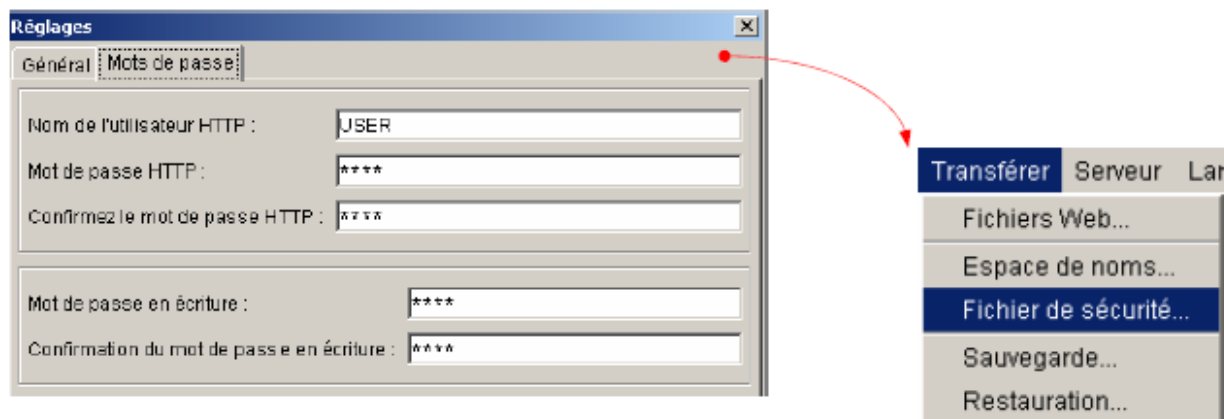 Réglages
Général Mots de passe
Nom de l'utilisateur HTTP : USER
Mot de passe HTTP : ****
Confirmez le mot de passe HTTP : ****
Mot de passe en écriture : ****
Confirmation du mot de passe en écriture : ****
Transférer Serveur Lan
Fichiers Web...
Espace de noms...
Fichier de sécurité...
Sauvegarde...
Restauration...